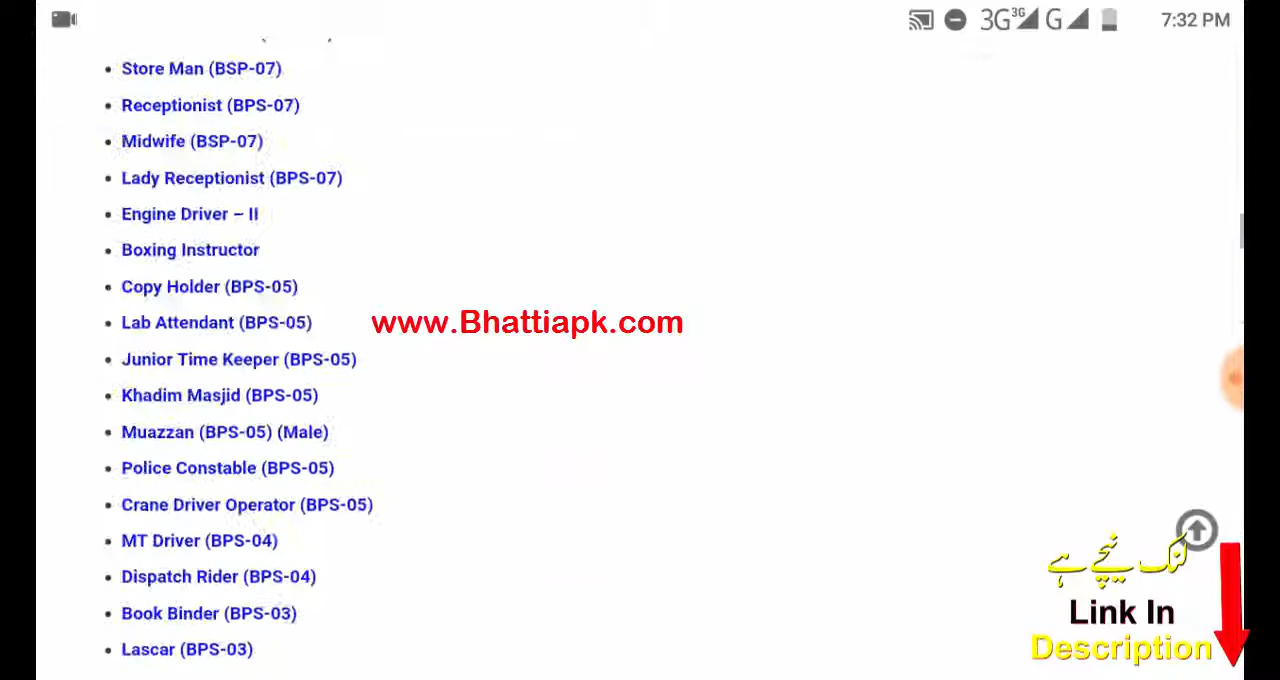 3G 3G G 7:32 PM
Store Man (BSP-07)
Receptionist (BPS-07)
Midwife (BSP-07)
Lady Receptionist (BPS-07)
Engine Driver – II
Boxing Instructor
Copy Holder (BPS-05)
Lab Attendant (BPS-05)
www.Bhattiapk.com
Junior Time Keeper (BPS-05)
Khadim Masjid (BPS-05)
Muazzan (BPS-05) (Male)
Police Constable (BPS-05)
Crane Driver Operator (BPS-05)
MT Driver (BPS-04)
Dispatch Rider (BPS-04)
Book Binder (BPS-03)
Lascar (BPS-03)
لنک نیچے ہے
Link In
Description